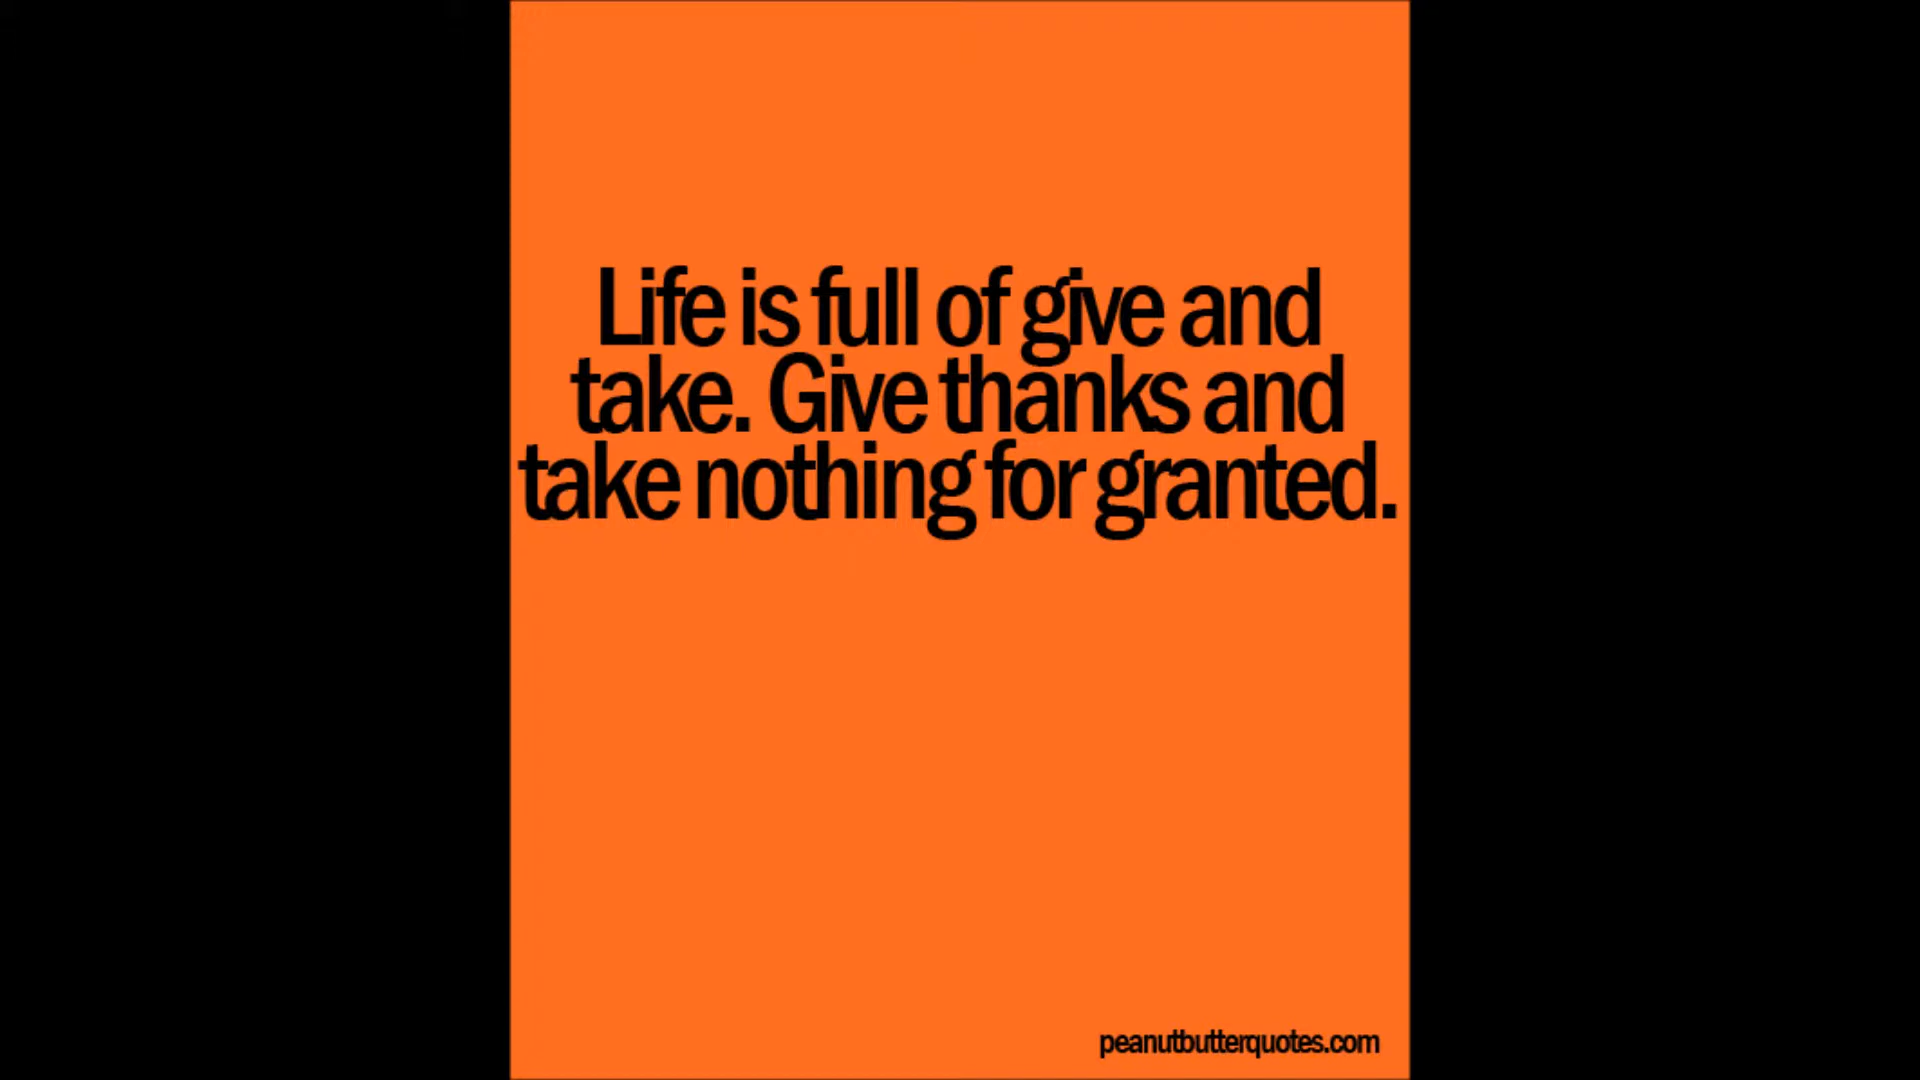 Life is full of give and
take. Give thanks and
take nothing for granted.
peanutbutterquotes.com